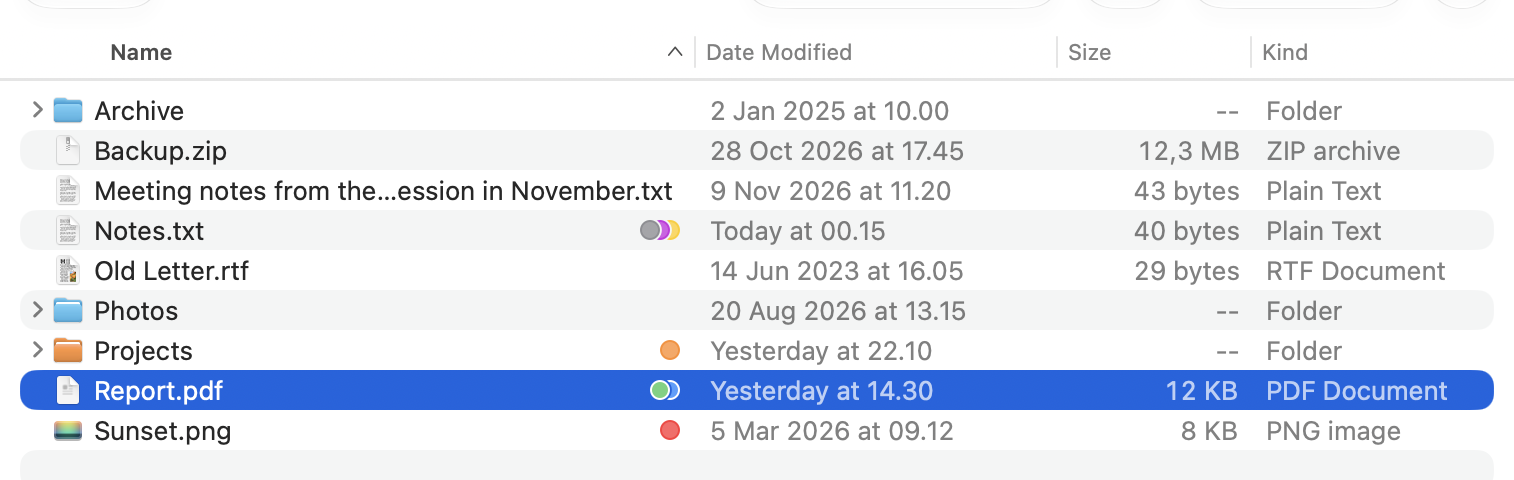 Name Date Modified Size Kind
Archive 2 Jan 2025 at 10.00 -- Folder
Backup.zip 28 Oct 2026 at 17.45 12,3 MB ZIP archive
Meeting notes from the...ession in November.txt 9 Nov 2026 at 11.20 43 bytes Plain Text
Notes.txt Today at 00.15 40 bytes Plain Text
Old Letter.rtf 14 Jun 2023 at 16.05 29 bytes RTF Document
Photos 20 Aug 2026 at 13.15 -- Folder
Projects Yesterday at 22.10 -- Folder
Report.pdf Yesterday at 14.30 12 KB PDF Document
Sunset.png 5 Mar 2026 at 09.12 8 KB PNG image